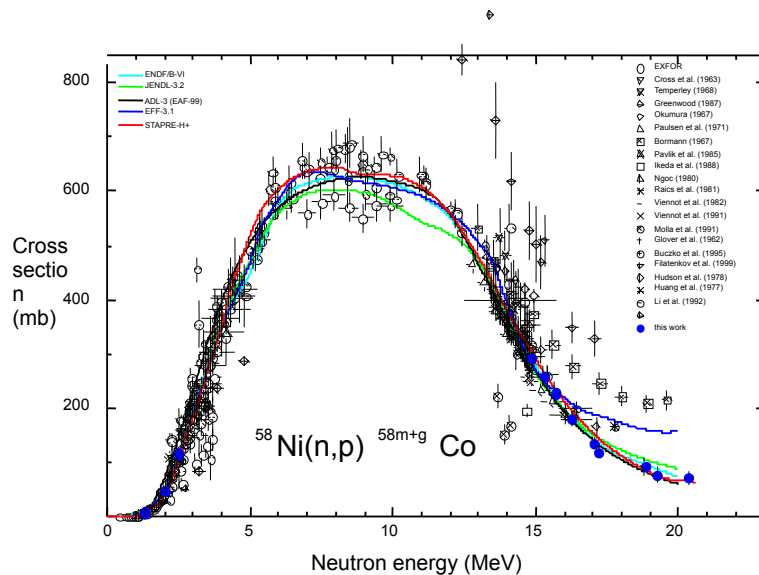 800
600
400
200
0
0
5
10
15
20
Cross
sectio
n
(mb)
Neutron energy (MeV)
58Ni(n,p) 58m+g Co
ENDF/B-VI
JENDL-3.2
ADL-3 (EAF-99)
EFF-3.1
STAPRE-H+
EXFOR
Cross et al. (1963)
Temperley (1968)
Greenwood (1987)
Okumura (1967)
Paulsen et al. (1971)
Bormann (1967)
Pavlik et al. (1985)
Ikeda et al. (1988)
Ngoc (1980)
Raics et al. (1981)
Viennot et al. (1982)
Viennot et al. (1991)
Molla et al. (1991)
Glover et al. (1962)
Buczko et al. (1995)
Filatenkov et al. (1999)
Hudson et al. (1978)
Huang et al. (1977)
Li et al. (1992)
this work